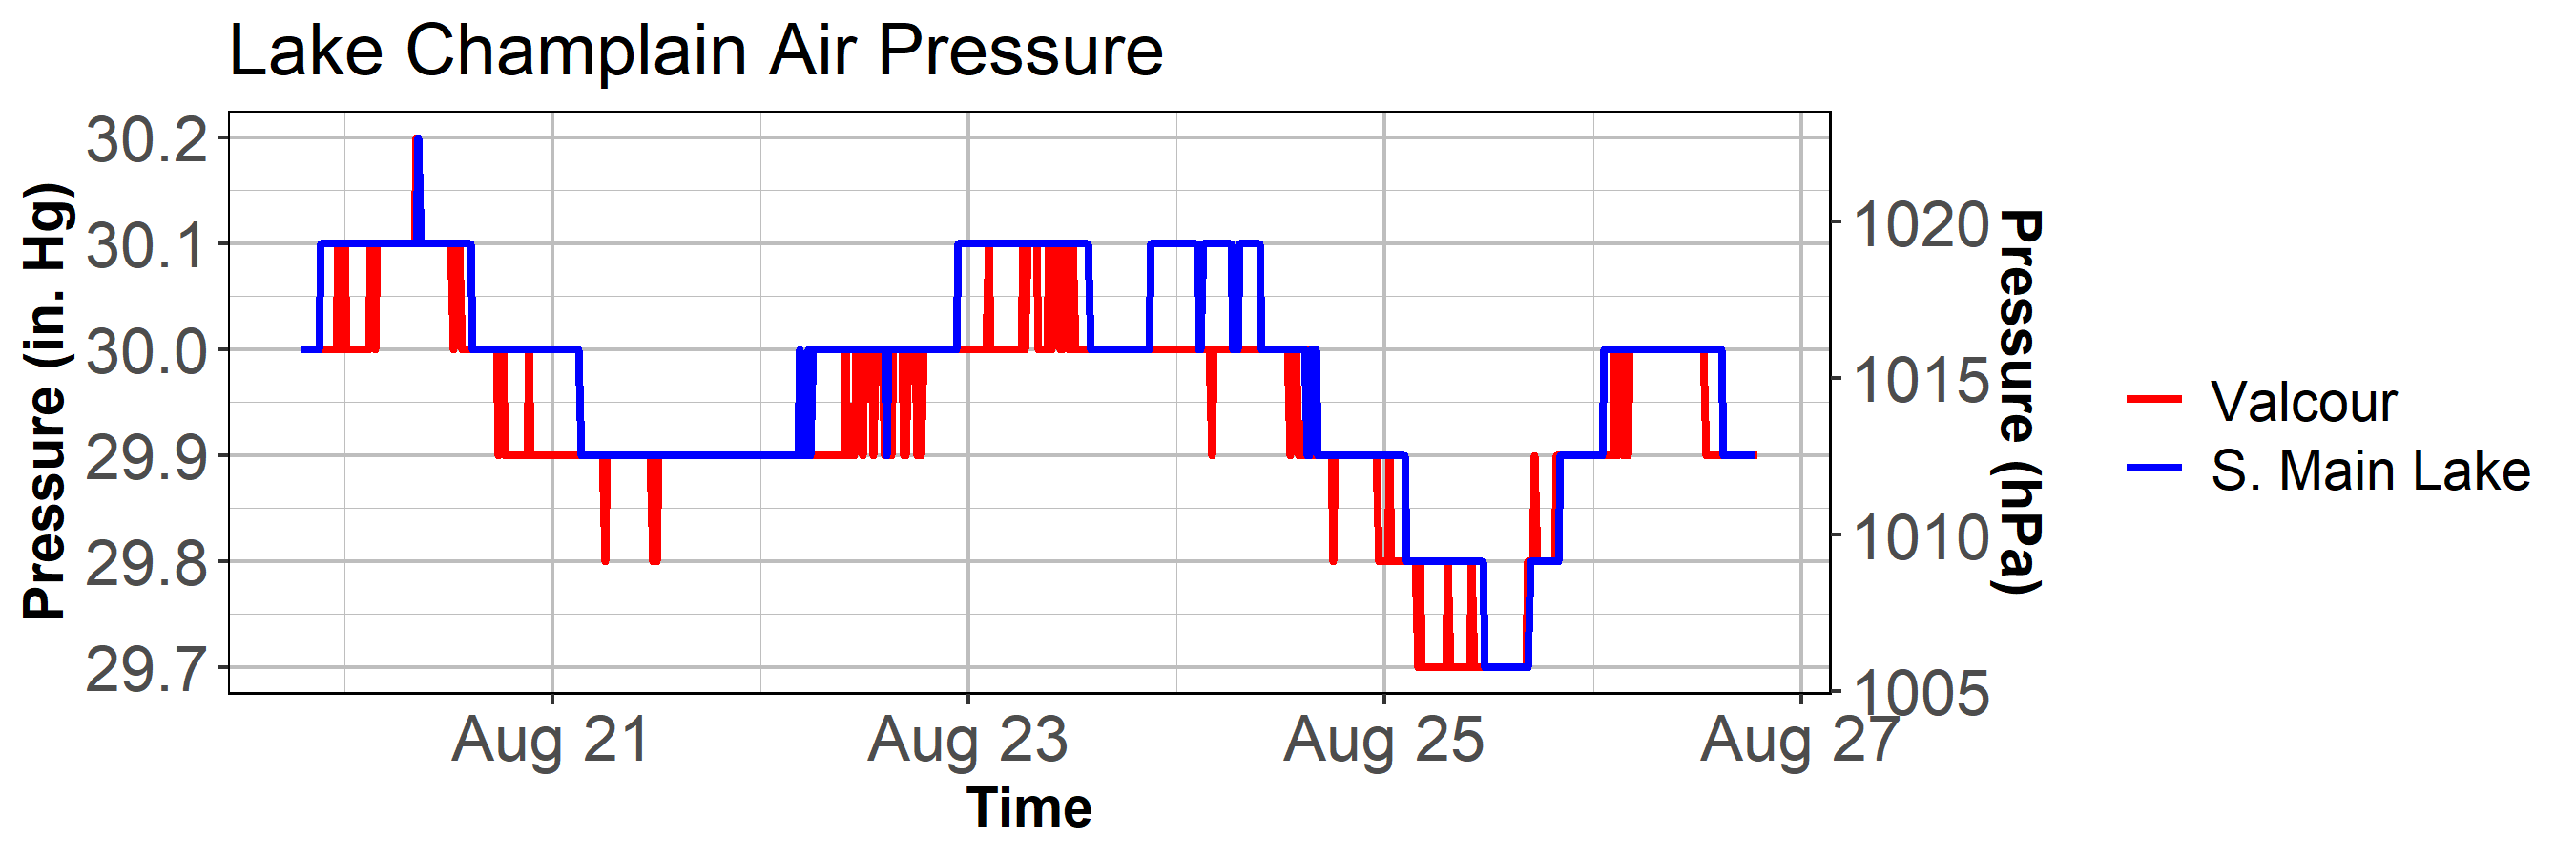 Lake Champlain Air Pressure
Pressure (in. Hg)
30.2
30.1
30.0
29.9
29.8
29.7
1020
1015
1010
1005
Pressure (hPa)
Aug 21
Aug 23
Aug 25
Aug 27
Time
Valcour
S. Main Lake